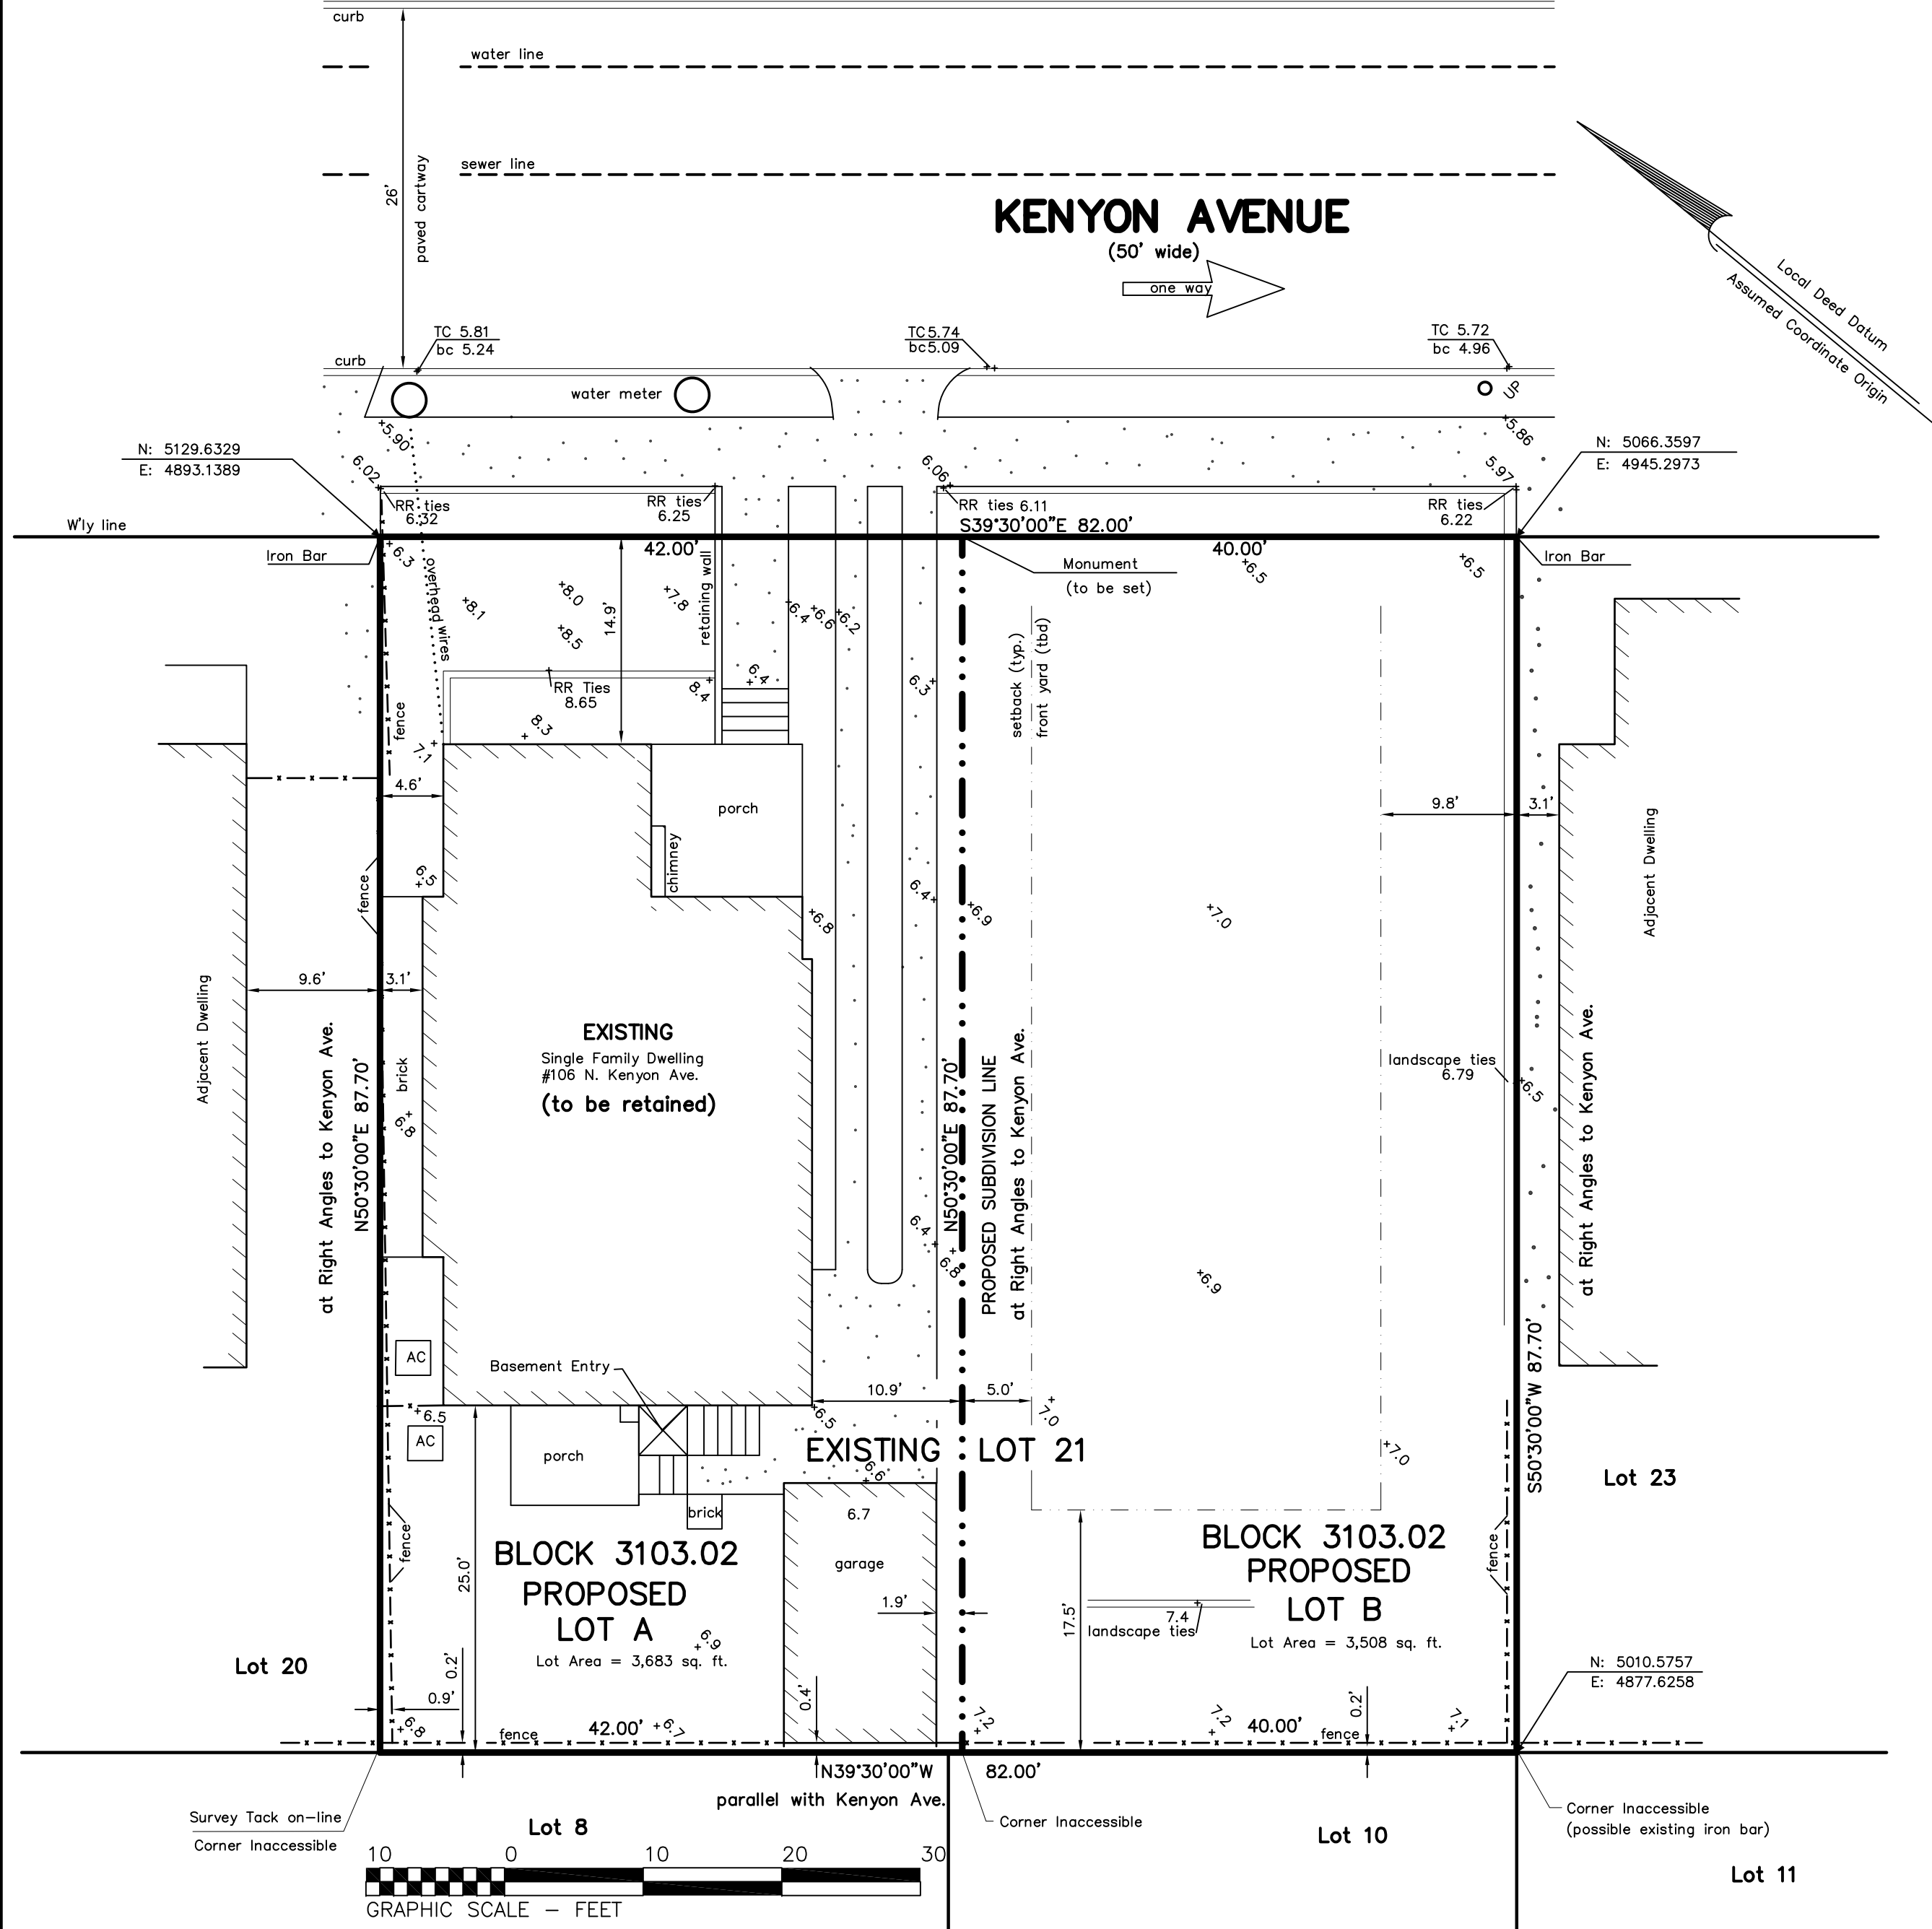 curb
water line
26'
paved cartway
sewer line
KENYON AVENUE
(50' wide)
one way
Local Deed Datum
Assumed Coordinate Origin
TC 5.81
bc 5.24
TC 5.74
bc 5.09
TC 5.72
bc 4.96
curb
water meter
UP
5.90
5.86
N: 5129.6329
E: 4893.1389
N: 5066.3597
E: 4945.2973
6.02
6.06
5.97
RR ties
6.32
RR ties
6.25
RR ties 6.11
RR ties
6.22
W'ly line
S39°30'00"E 82.00'
42.00'
40.00'
Iron Bar
Iron Bar
Monument
(to be set)
6.3
overhead wires
8.1
8.0
8.5
7.8
14.9'
retaining wall
6.4
6.6
6.2
6.5
6.5
RR Ties
8.65
8.4
6.4
6.3
8.3
7.1
fence
setback (typ.)
front yard (tbd)
4.6'
porch
chimney
9.8'
3.1'
Adjacent Dwelling
6.5
fence
6.8
6.4
6.9
7.0
9.6'
3.1'
Adjacent Dwelling
at Right Angles to Kenyon Ave.
N50°30'00"E 87.70'
brick
6.8
EXISTING
Single Family Dwelling
#106 N. Kenyon Ave.
(to be retained)
N50°30'00"E 87.70'
PROPOSED SUBDIVISION LINE
at Right Angles to Kenyon Ave.
landscape ties
6.79
6.5
at Right Angles to Kenyon Ave.
6.4
6.8
6.9
S50°30'00"W 87.70'
AC
Basement Entry
10.9'
5.0'
6.5
6.5
7.0
AC
porch
EXISTING LOT 21
7.0
6.6
Lot 23
brick
6.7
garage
fence
25.0'
BLOCK 3103.02
PROPOSED
LOT A
Lot Area = 3,683 sq. ft.
6.9
1.9'
17.5'
BLOCK 3103.02
PROPOSED
LOT B
Lot Area = 3,508 sq. ft.
7.4
landscape ties
fence
Lot 20
0.2'
0.9'
0.4'
0.2'
N: 5010.5757
E: 4877.6258
6.8
fence
42.00'
6.7
7.2
7.2
40.00'
fence
7.1
N39°30'00"W 82.00'
parallel with Kenyon Ave.
Survey Tack on-line
Corner Inaccessible
Lot 8
Corner Inaccessible
Lot 10
Corner Inaccessible
(possible existing iron bar)
Lot 11
10 0 10 20 30
GRAPHIC SCALE – FEET